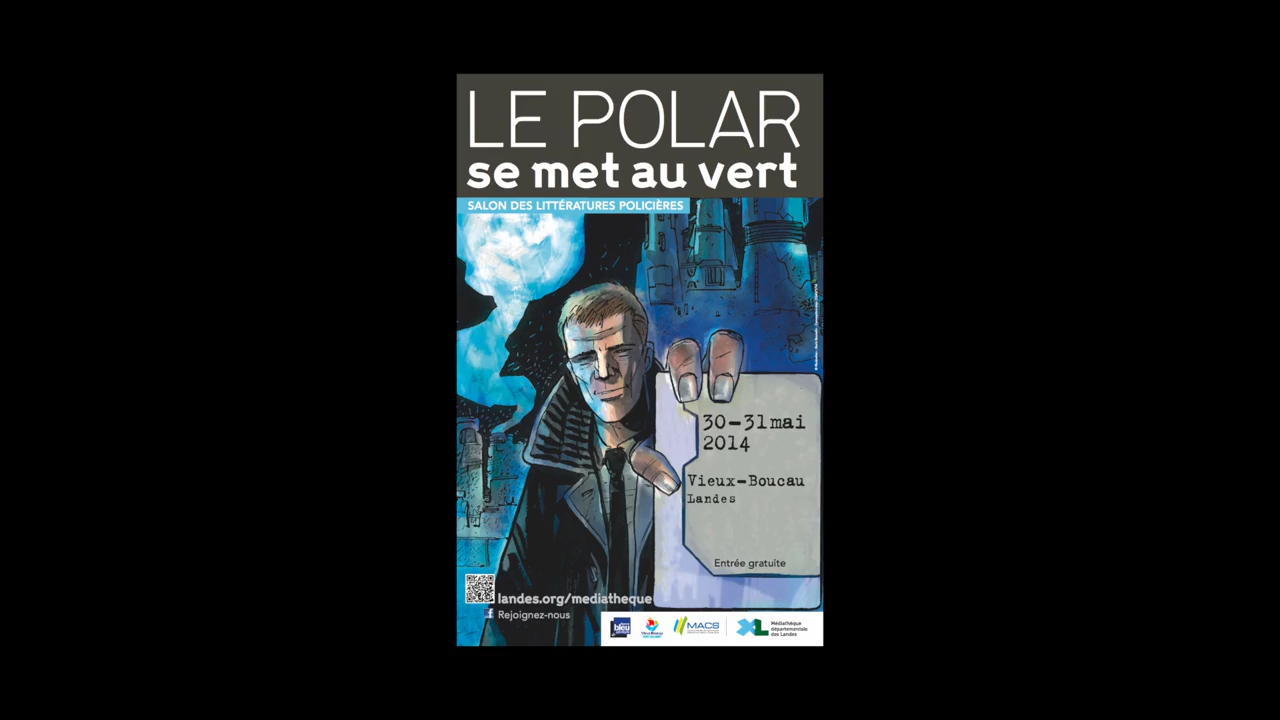 LE POLAR
se met au vert
SALON DES LITTÉRATURES POLICIÈRES
30-31 mai
2014
Vieux-Boucau
Landes
Entrée gratuite
landes.org/mediatheque
Rejoignez-nous
bleu
MACS
XL
Médiathèque
départementale
des Landes